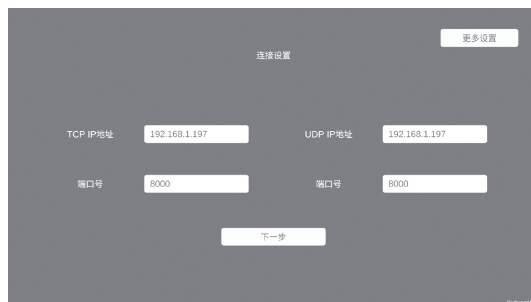 更多设置
连接设置
TCP IP地址 192.168.1.197 UDP IP地址 192.168.1.197
端口号 8000 端口号 8000
下一步